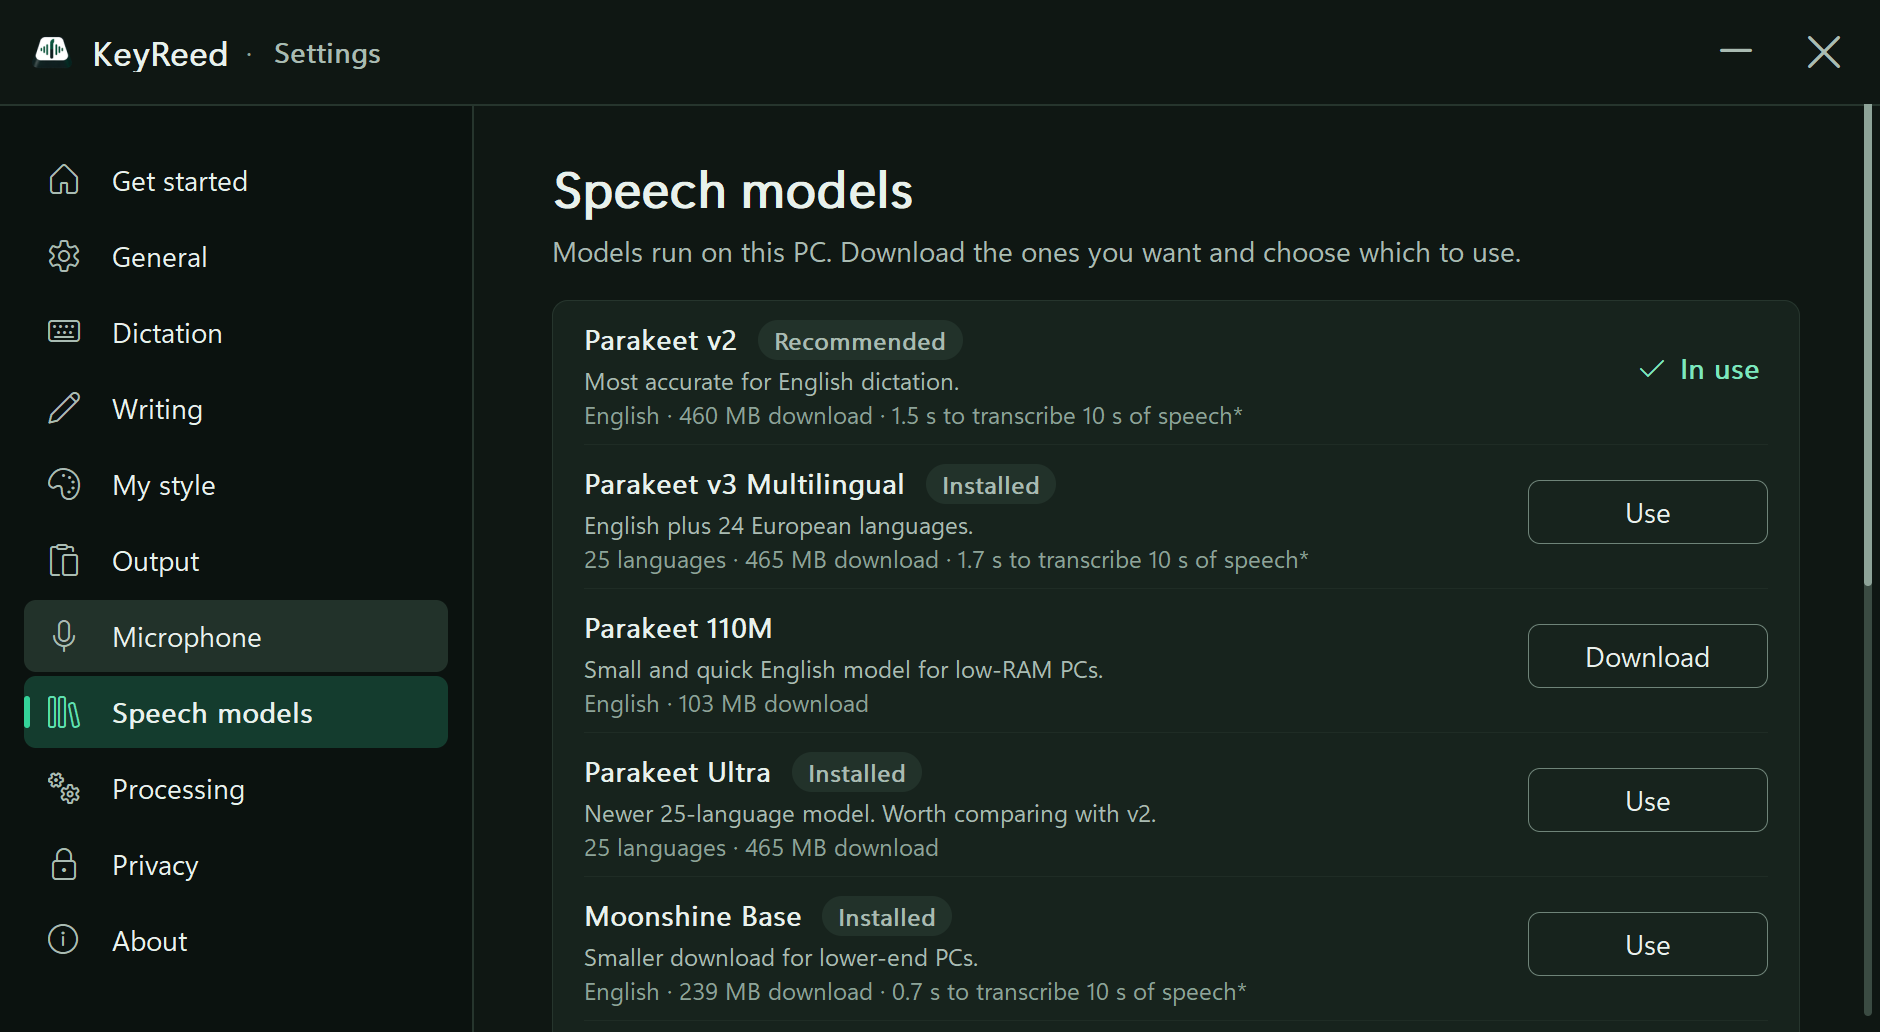 KeyReed · Settings
Get started
General
Dictation
Writing
My style
Output
Microphone
Speech models
Processing
Privacy
About
Speech models
Models run on this PC. Download the ones you want and choose which to use.
Parakeet v2 Recommended
Most accurate for English dictation.
English · 460 MB download · 1.5 s to transcribe 10 s of speech*
In use
Parakeet v3 Multilingual Installed
English plus 24 European languages.
25 languages · 465 MB download · 1.7 s to transcribe 10 s of speech*
Use
Parakeet 110M
Small and quick English model for low-RAM PCs.
English · 103 MB download
Download
Parakeet Ultra Installed
Newer 25-language model. Worth comparing with v2.
25 languages · 465 MB download
Use
Moonshine Base Installed
Smaller download for lower-end PCs.
English · 239 MB download · 0.7 s to transcribe 10 s of speech*
Use